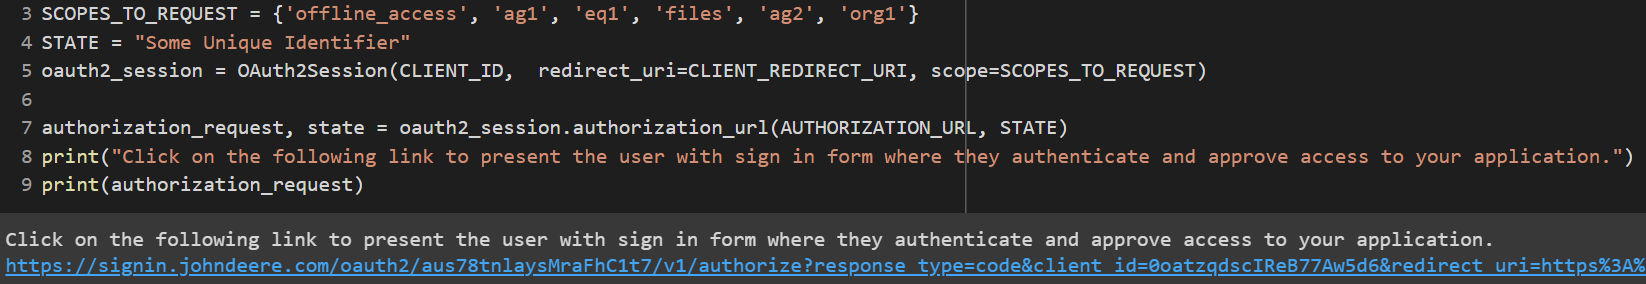 3 SCOPES_TO_REQUEST = {'offline_access', 'ag1', 'eq1', 'files', 'ag2', 'org1'}
4 STATE = "Some Unique Identifier"
5 oauth2_session = OAuth2Session(CLIENT_ID,  redirect_uri=CLIENT_REDIRECT_URI, scope=SCOPES_TO_REQUEST)
6
7 authorization_request, state = oauth2_session.authorization_url(AUTHORIZATION_URL, STATE)
8 print("Click on the following link to present the user with sign in form where they authenticate and approve access to your application.")
9 print(authorization_request)
Click on the following link to present the user with sign in form where they authenticate and approve access to your application.
https://signin.johndeere.com/oauth2/aus78tnlaysMraFhC1t7/v1/authorize?response_type=code&client_id=0oatzqdscIReB77Aw5d6&redirect_uri=https%3A%